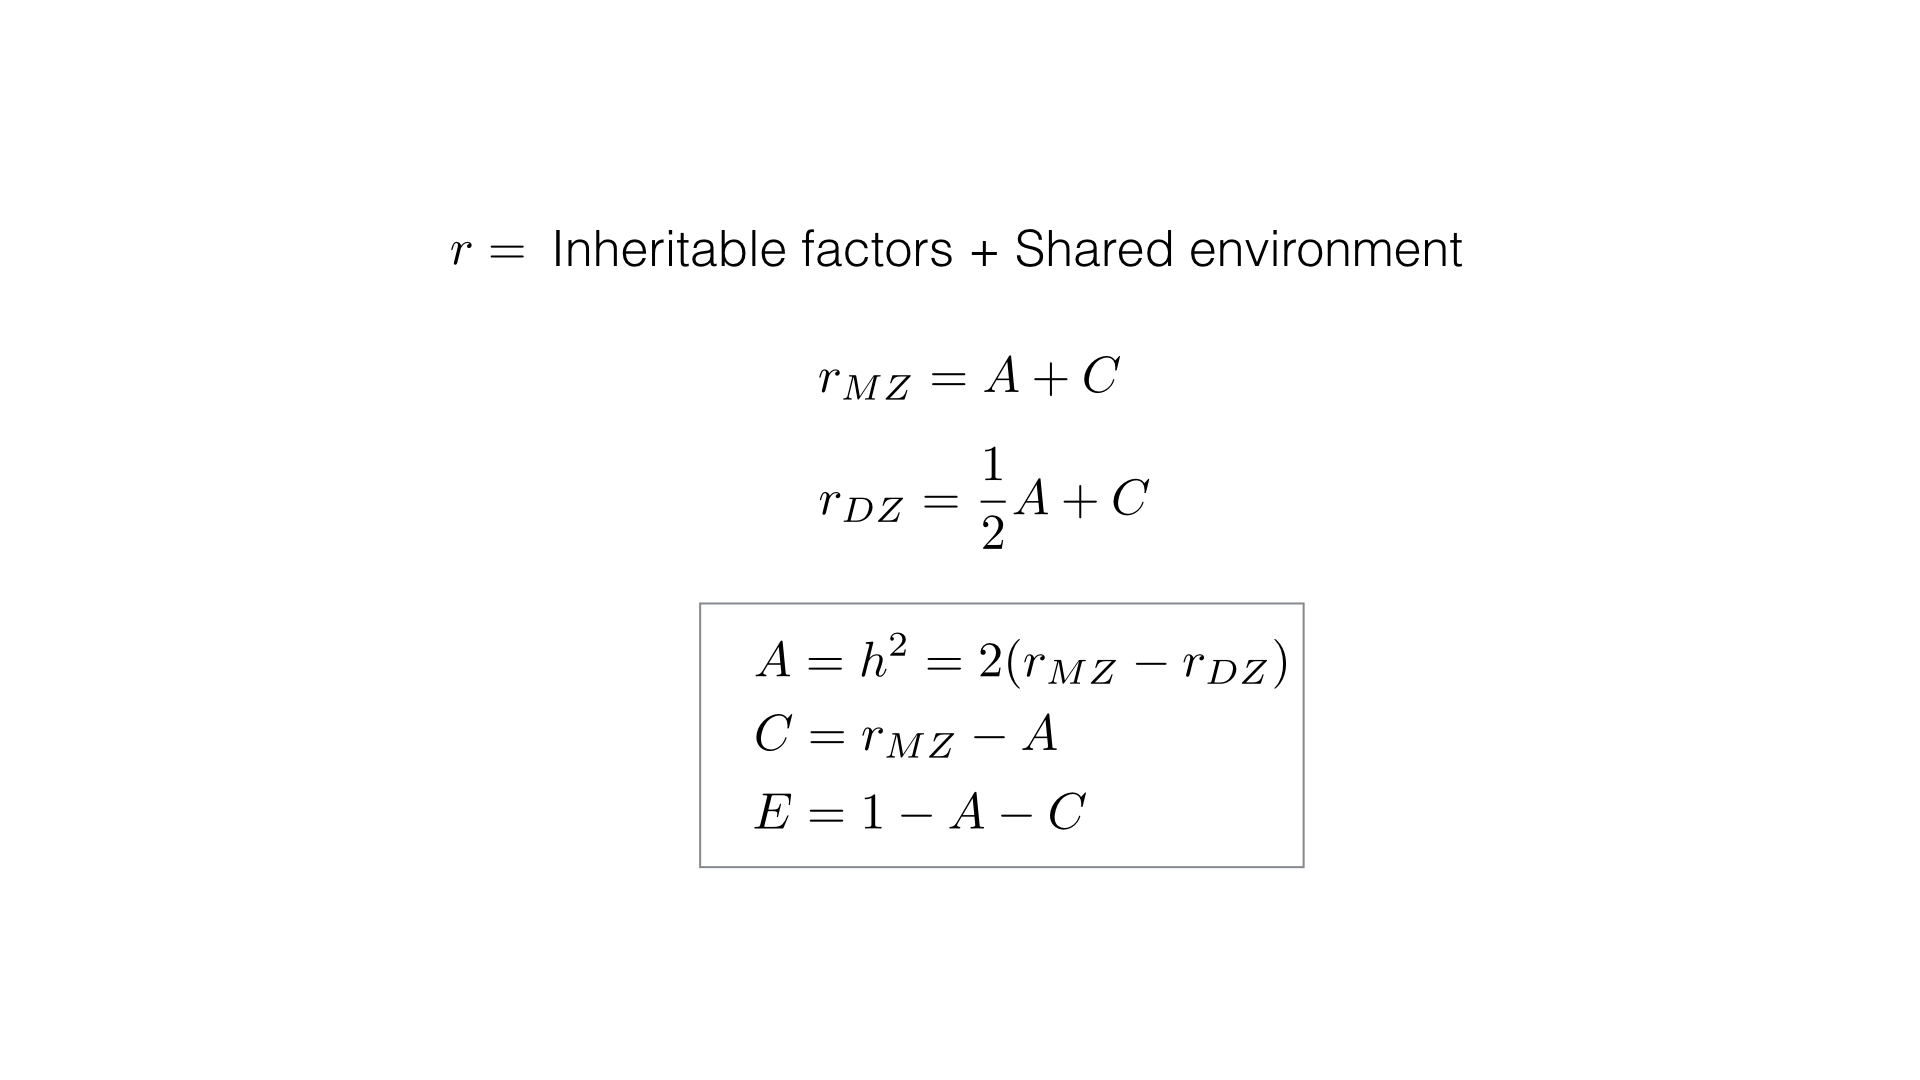 r = Inheritable factors + Shared environment
r_{MZ} = A + C
r_{DZ} = \frac{1}{2}A + C
A = h^2 = 2(r_{MZ} − r_{DZ})
C = r_{MZ} − A
E = 1 − A − C